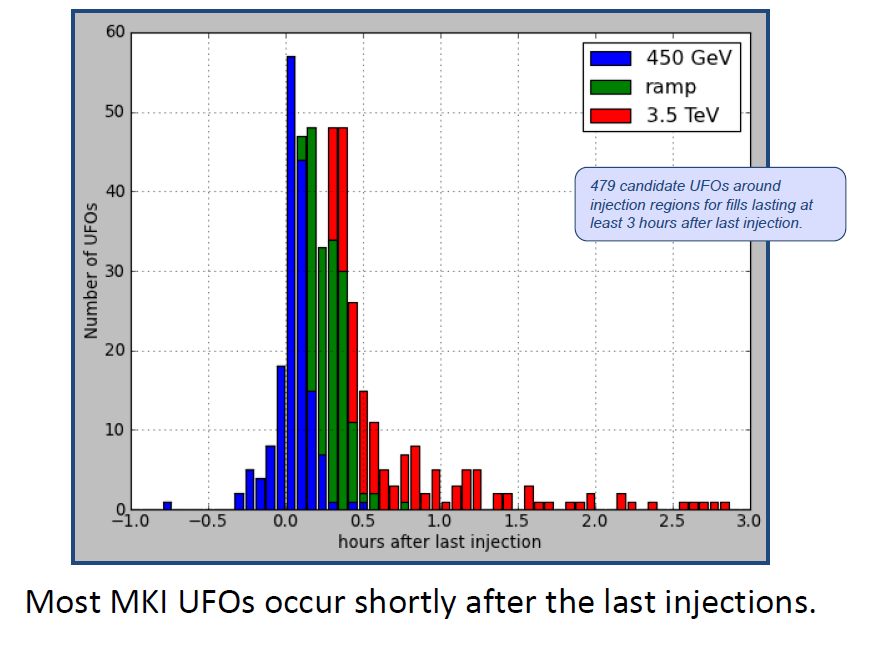 60
50
40
30
20
10
0
Number of UFOs
450 GeV
ramp
3.5 TeV
479 candidate UFOs around
injection regions for fills lasting at
least 3 hours after last injection.
−1.0 −0.5 0.0 0.5 1.0 1.5 2.0 2.5 3.0
hours after last injection
Most MKI UFOs occur shortly after the last injections.